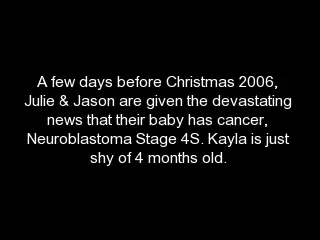 A few days before Christmas 2006,
Julie & Jason are given the devastating
news that their baby has cancer,
Neuroblastoma Stage 4S. Kayla is just
shy of 4 months old.